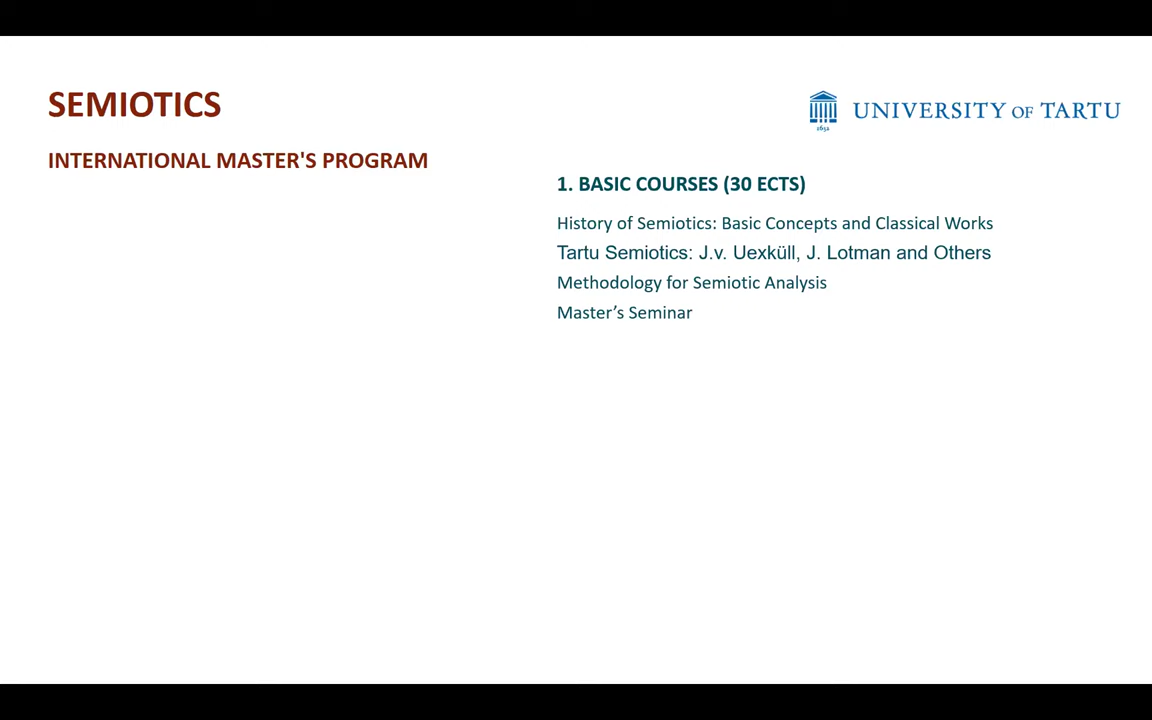 SEMIOTICS
UNIVERSITY OF TARTU
1632
INTERNATIONAL MASTER'S PROGRAM
1. BASIC COURSES (30 ECTS)
History of Semiotics: Basic Concepts and Classical Works
Tartu Semiotics: J.v. Uexküll, J. Lotman and Others
Methodology for Semiotic Analysis
Master’s Seminar